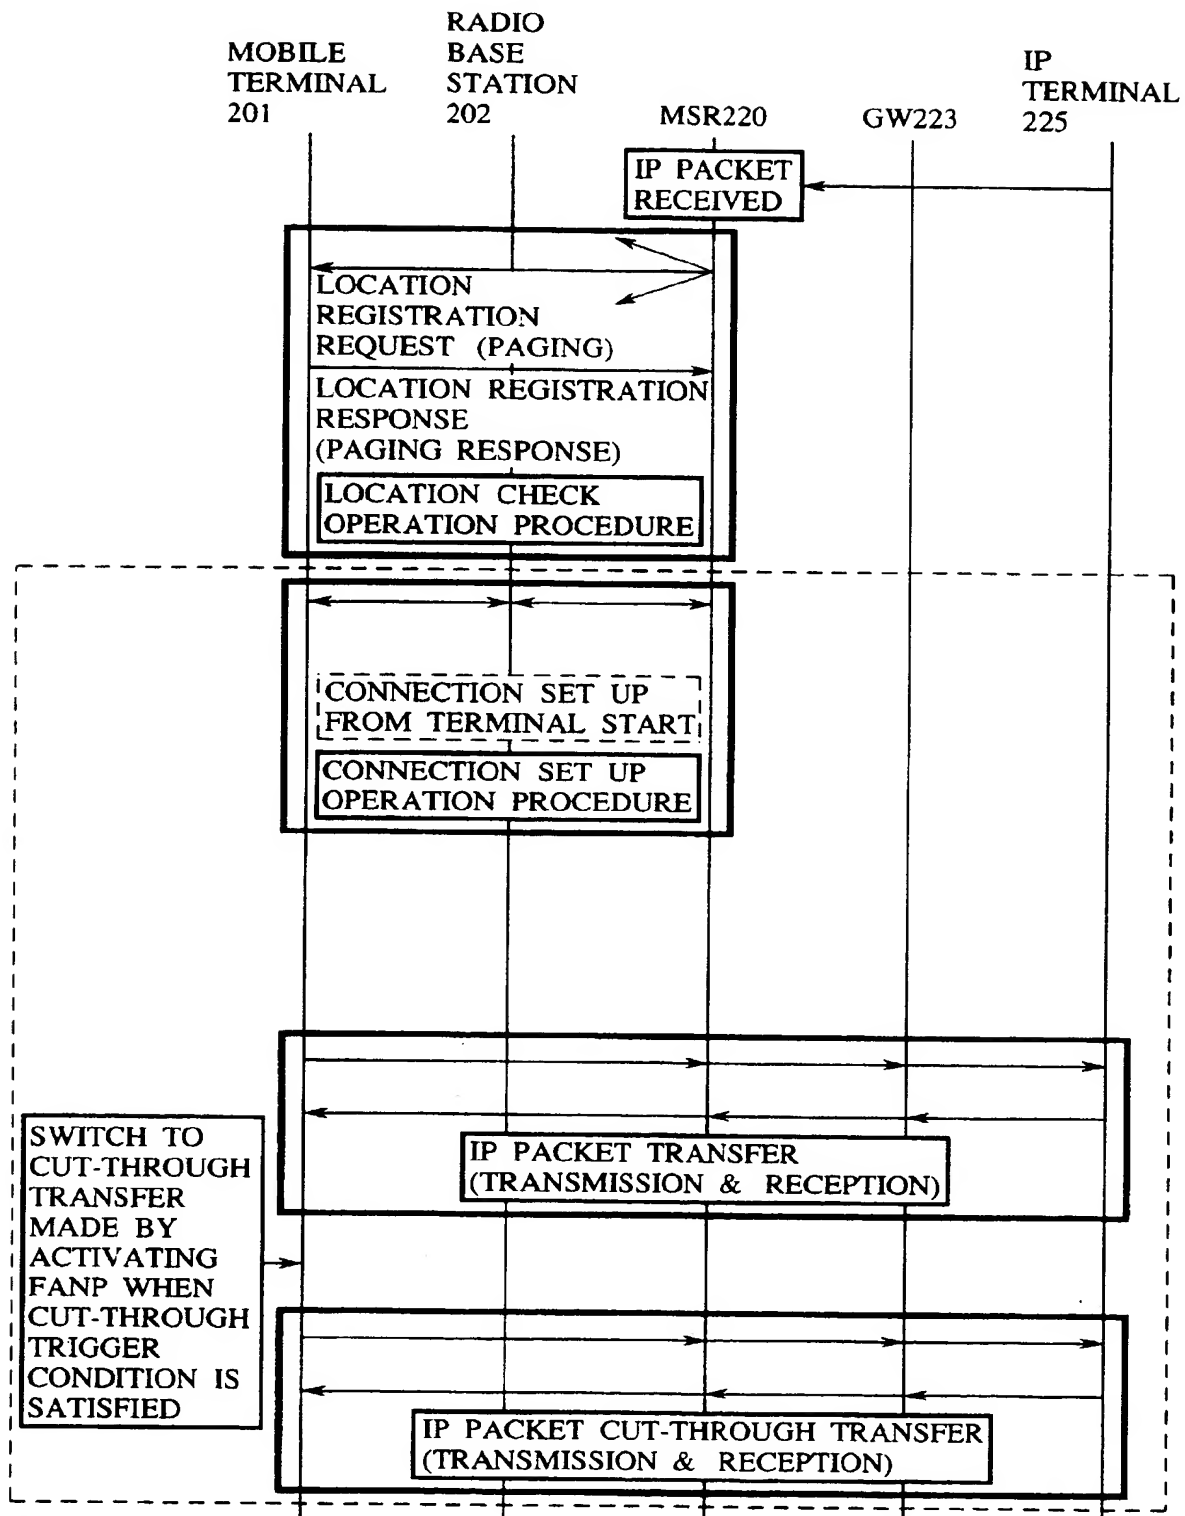 MOBILE
TERMINAL
201
RADIO
BASE
STATION
202
MSR220
GW223
IP
TERMINAL
225
IP PACKET
RECEIVED
LOCATION
REGISTRATION
REQUEST (PAGING)
LOCATION REGISTRATION
RESPONSE
(PAGING RESPONSE)
LOCATION CHECK
OPERATION PROCEDURE
CONNECTION SET UP
FROM TERMINAL START
CONNECTION SET UP
OPERATION PROCEDURE
IP PACKET TRANSFER
(TRANSMISSION & RECEPTION)
SWITCH TO
CUT-THROUGH
TRANSFER
MADE BY
ACTIVATING
FANP WHEN
CUT-THROUGH
TRIGGER
CONDITION IS
SATISFIED
IP PACKET CUT-THROUGH TRANSFER
(TRANSMISSION & RECEPTION)